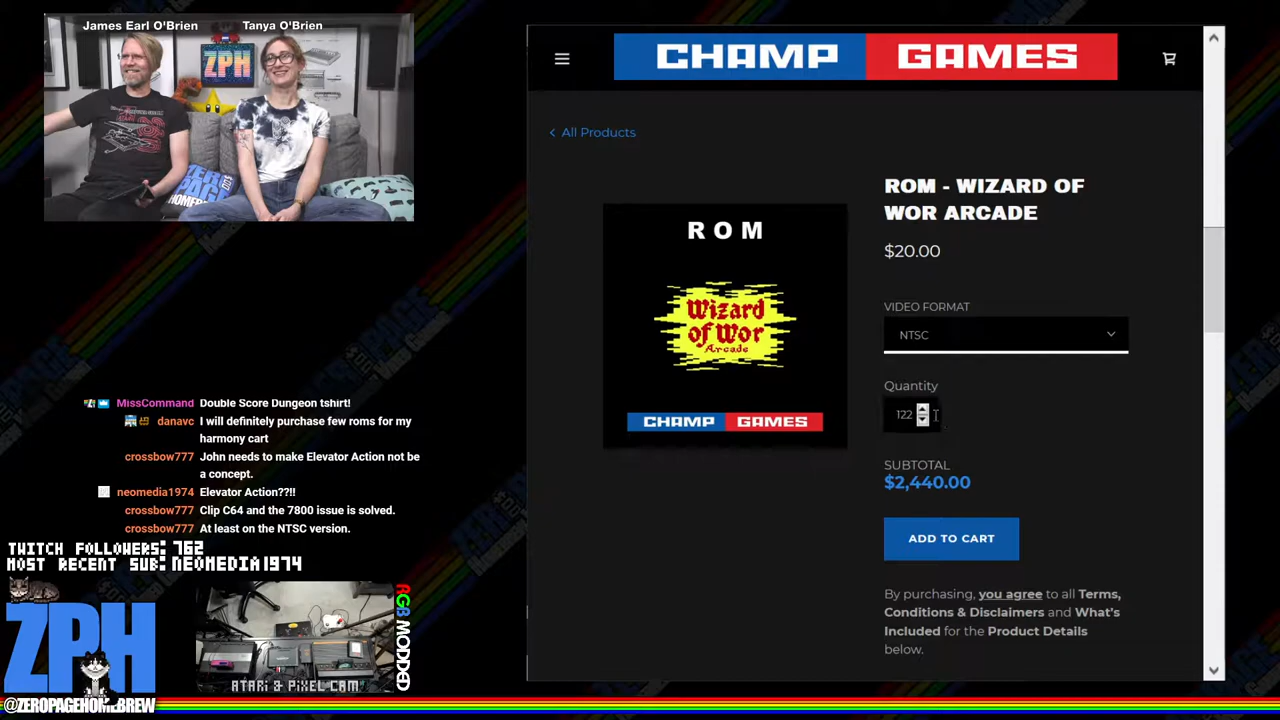 James Earl O'Brien
Tanya O'Brien
ZPH
CHAMP GAMES
All Products
ROM
Wizard
of Wor
Arcade
CHAMP GAMES
ROM - WIZARD OF
WOR ARCADE
$20.00
VIDEO FORMAT
NTSC
Quantity
122
SUBTOTAL
$2,440.00
ADD TO CART
By purchasing, you agree to all Terms,
Conditions & Disclaimers and What's
Included for the Product Details
below.
MissCommand Double Score Dungeon tshirt!
danavc I will definitely purchase few roms for my
harmony cart
crossbow777 John needs to make Elevator Action not be
a concept.
neomedia1974 Elevator Action??!!
crossbow777 Clip C64 and the 7800 issue is solved.
crossbow777 At least on the NTSC version.
TWITCH FOLLOWERS: 762
MOST RECENT SUB: NEOMEDIA1974
ZPH
@ZEROPAGEHOMEBREW
ATARI & PIXEL CAM
RGB MODDED